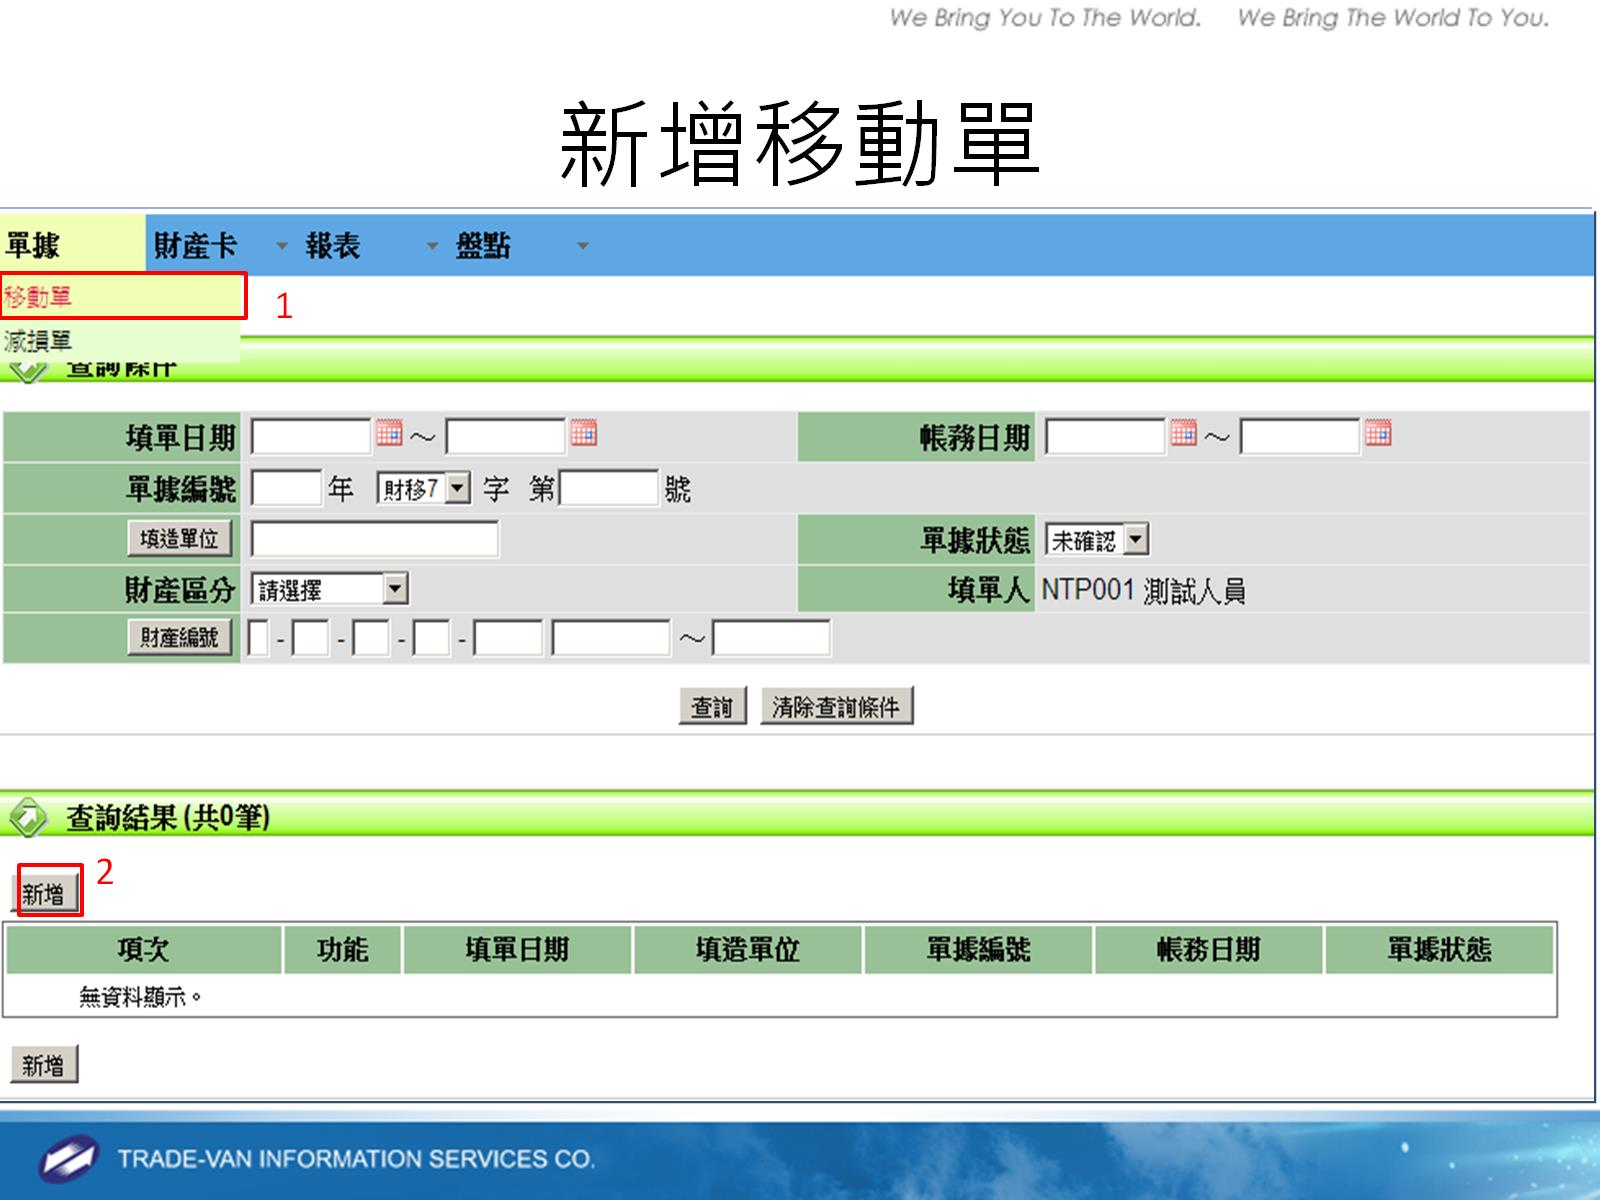 We Bring You To The World. We Bring The World To You.
新增移動單
單據 財產卡 報表 盤點
移動單 1
減損單
查詢條件
填單日期 ～ 帳務日期 ～
單據編號 年 財移7 字 第 號
填造單位 單據狀態 未確認
財產區分 請選擇 填單人 NTP001 測試人員
財產編號 - - - - ～
查詢 清除查詢條件
查詢結果 (共0筆)
新增 2
項次 功能 填單日期 填造單位 單據編號 帳務日期 單據狀態
無資料顯示。
新增
TRADE-VAN INFORMATION SERVICES CO.